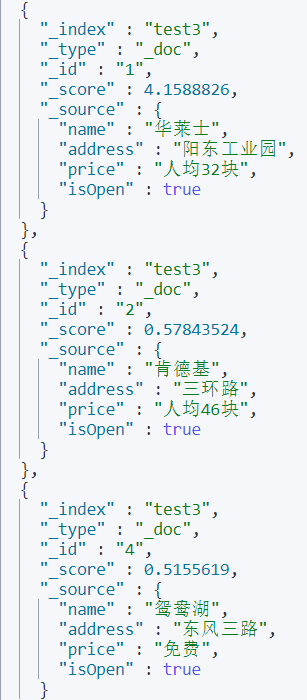 {
"_index" : "test3",
"_type" : "_doc",
"_id" : "1",
"_score" : 4.1588826,
"_source" : {
"name" : "华莱士",
"address" : "阳东工业园",
"price" : "人均32块",
"isOpen" : true
}
},
{
"_index" : "test3",
"_type" : "_doc",
"_id" : "2",
"_score" : 0.57843524,
"_source" : {
"name" : "肯德基",
"address" : "三环路",
"price" : "人均46块",
"isOpen" : true
}
},
{
"_index" : "test3",
"_type" : "_doc",
"_id" : "4",
"_score" : 0.5155619,
"_source" : {
"name" : "鸳鸯湖",
"address" : "东风三路",
"price" : "免费",
"isOpen" : true
}